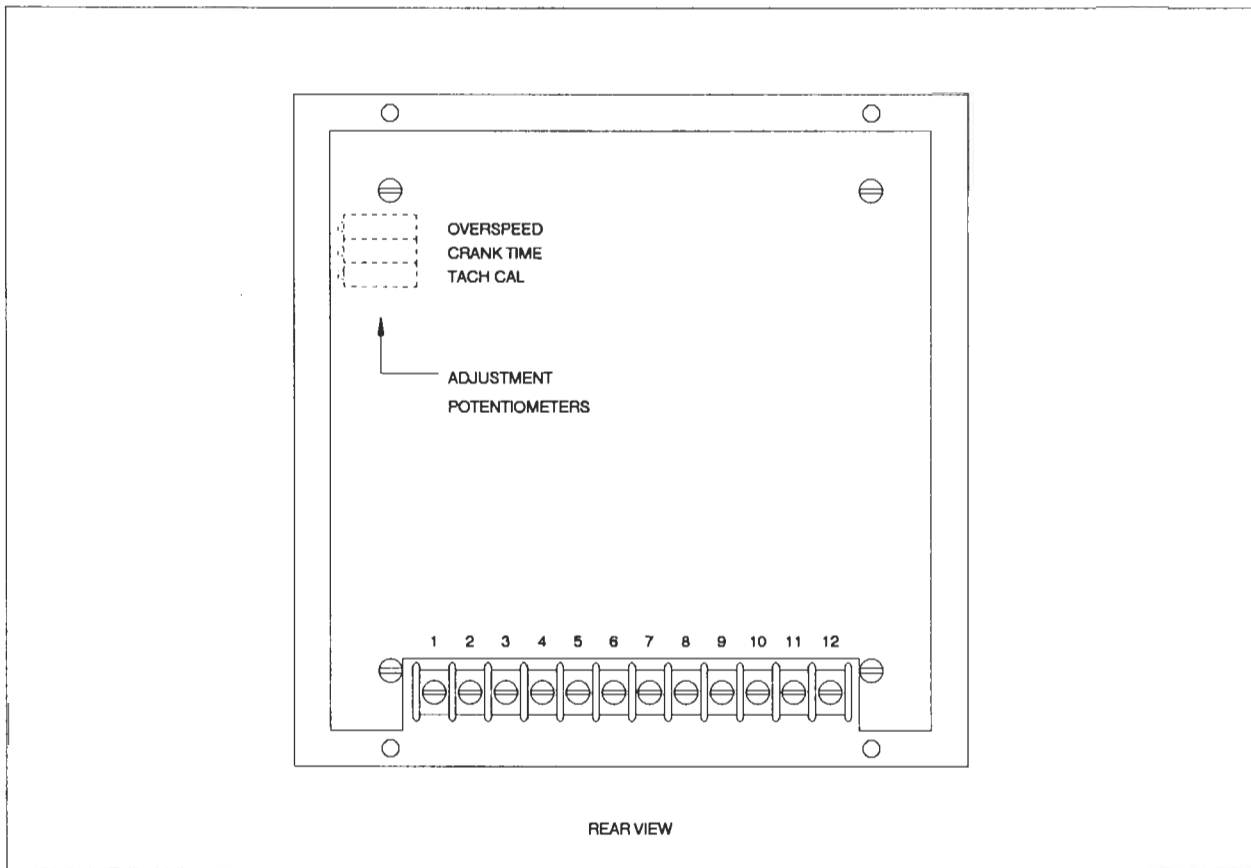 OVERSPEED
CRANK TIME
TACH CAL
ADJUSTMENT
POTENTIOMETERS
1 2 3 4 5 6 7 8 9 10 11 12
REAR VIEW